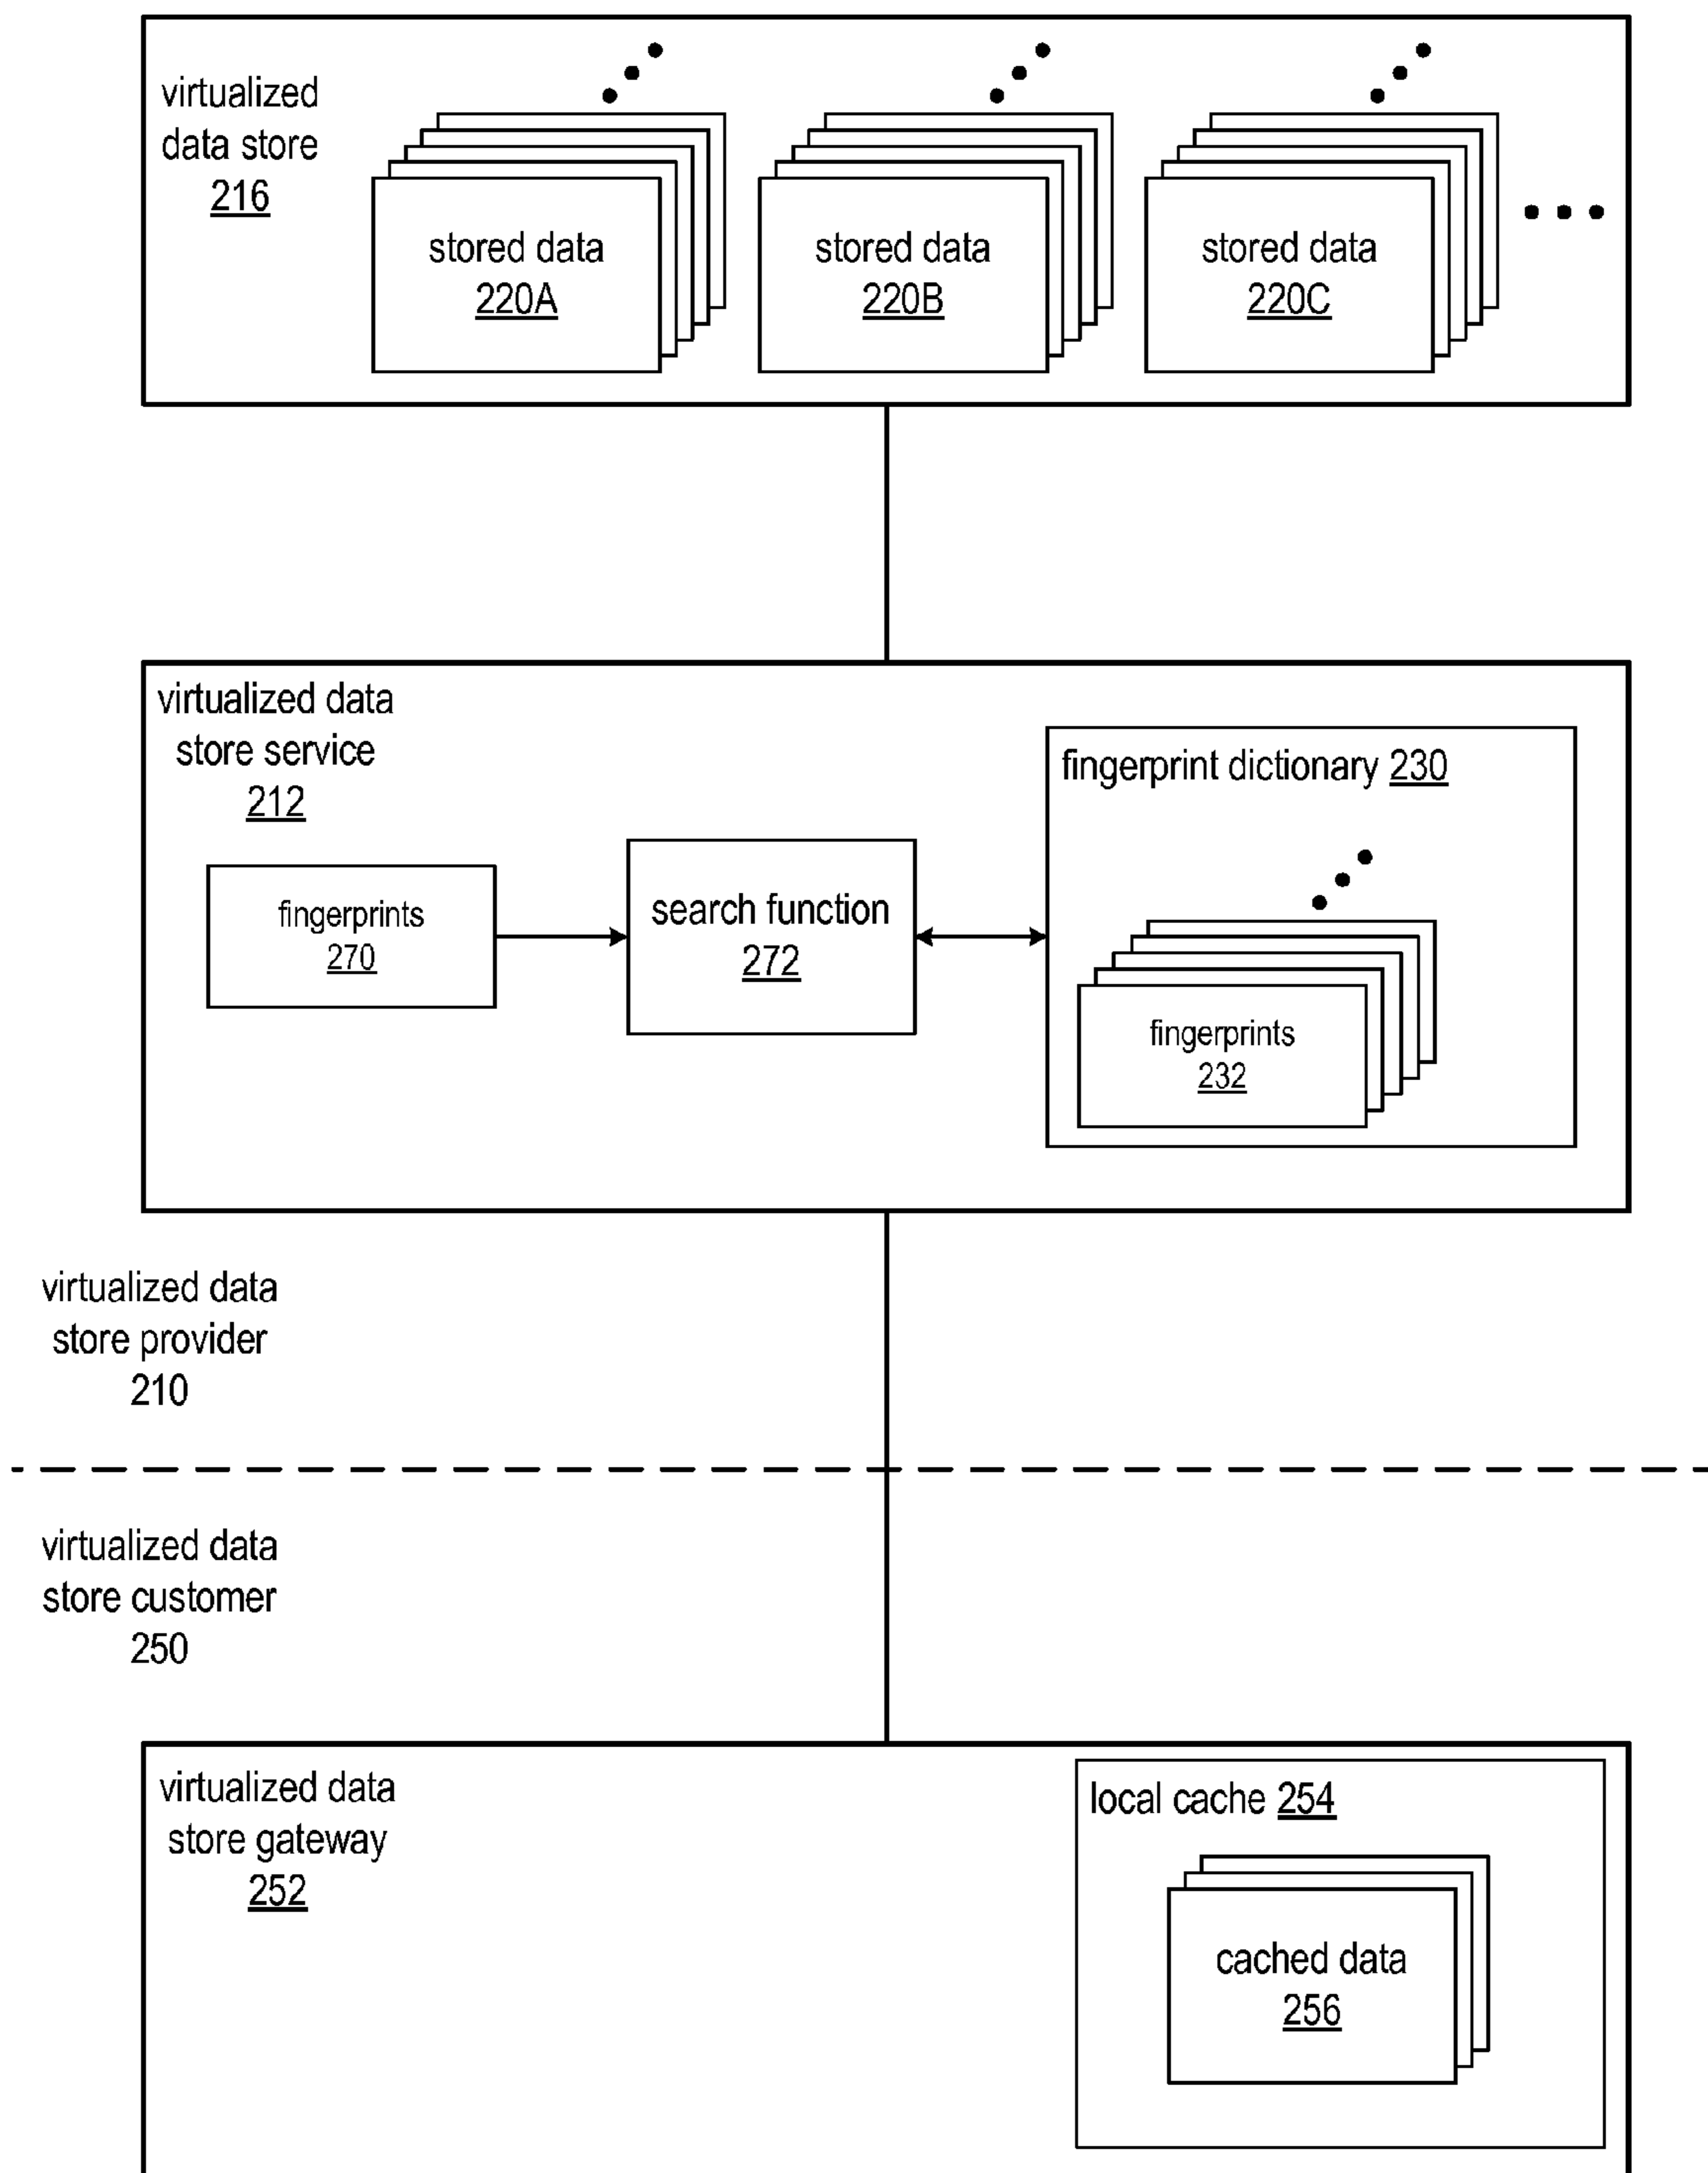 virtualized
data store
216
stored data
220A
stored data
220B
stored data
220C
virtualized data
store service
212
fingerprint dictionary 230
fingerprints
270
search function
272
fingerprints
232
virtualized data
store provider
210
virtualized data
store customer
250
virtualized data
store gateway
252
local cache 254
cached data
256